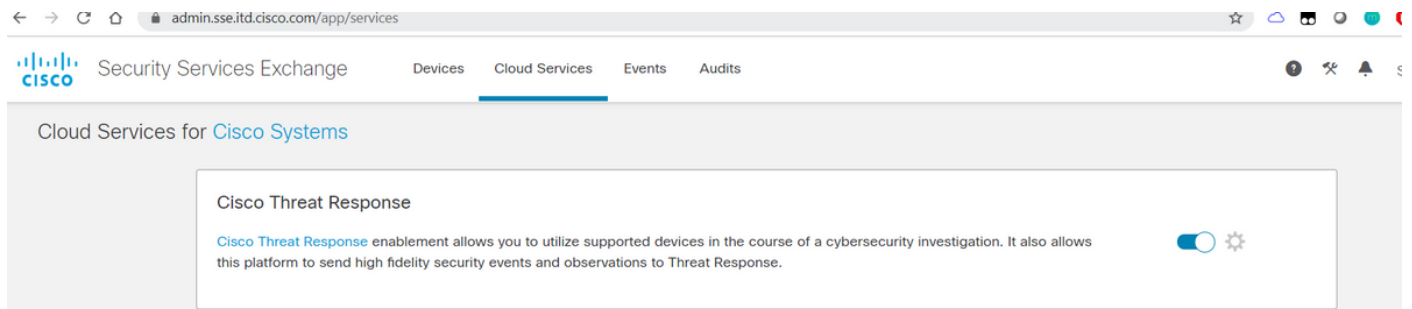 admin.sse.itd.cisco.com/app/services
CISCO Security Services Exchange Devices Cloud Services Events Audits ?
Cloud Services for Cisco Systems
Cisco Threat Response
Cisco Threat Response enablement allows you to utilize supported devices in the course of a cybersecurity investigation. It also allows
this platform to send high fidelity security events and observations to Threat Response.